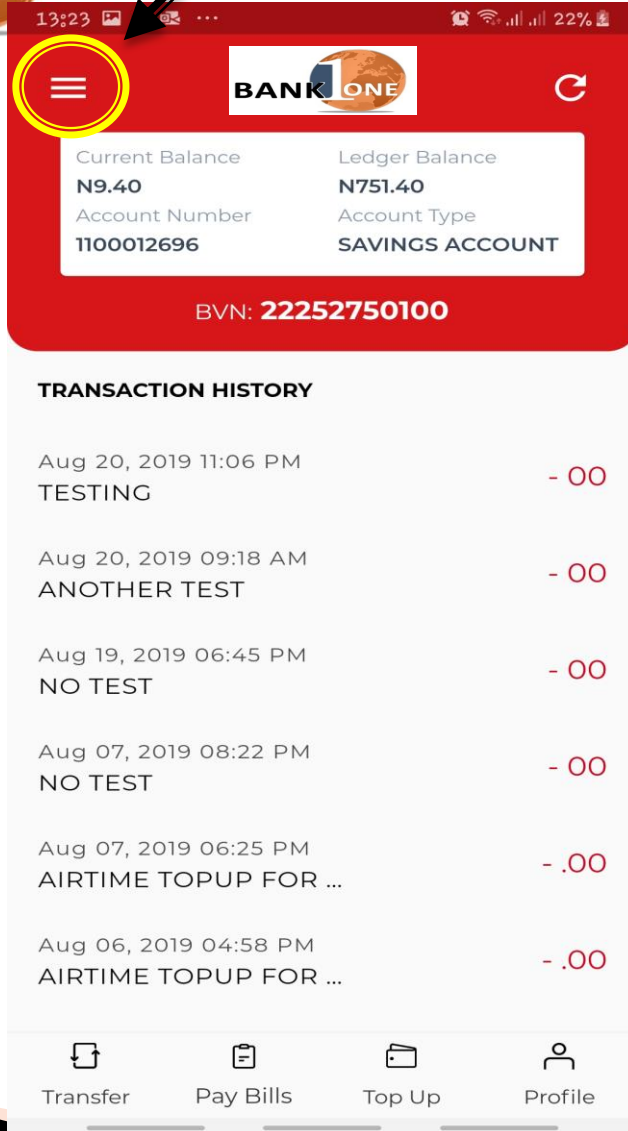 13:23 ... 22%
BANK 1 ONE
Current Balance Ledger Balance
N9.40 N751.40
Account Number Account Type
1100012696 SAVINGS ACCOUNT
BVN: 22252750100
TRANSACTION HISTORY
Aug 20, 2019 11:06 PM
TESTING - 00
Aug 20, 2019 09:18 AM
ANOTHER TEST - 00
Aug 19, 2019 06:45 PM
NO TEST - 00
Aug 07, 2019 08:22 PM
NO TEST - 00
Aug 07, 2019 06:25 PM
AIRTIME TOPUP FOR ... - .00
Aug 06, 2019 04:58 PM
AIRTIME TOPUP FOR ... - .00
Transfer Pay Bills Top Up Profile